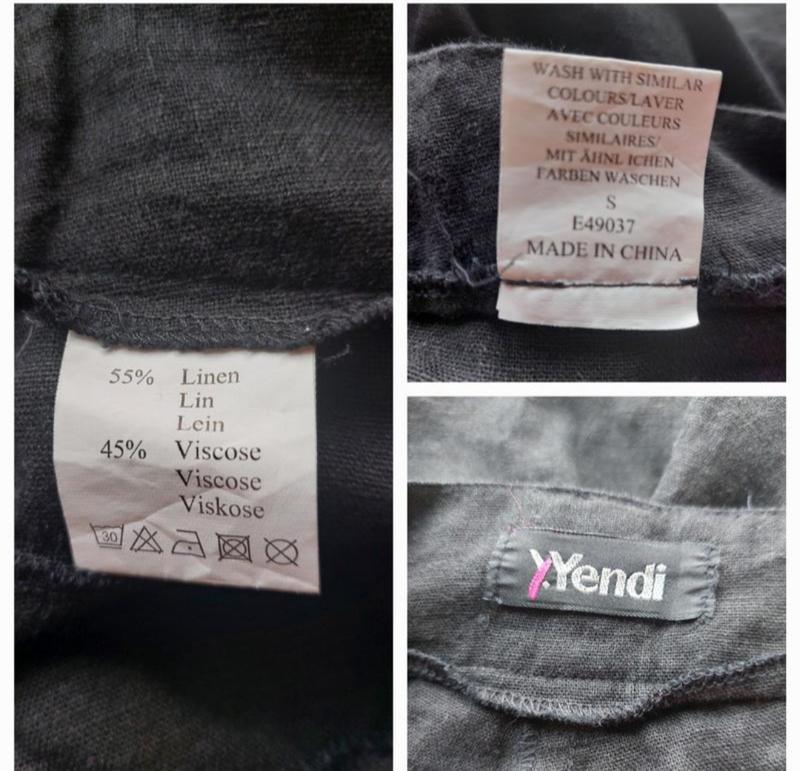 55% Linen
Lin
Lein
45% Viscose
Viscose
Viskose
30
WASH WITH SIMILAR
COLOURS/LAVER
AVEC COULEURS
SIMILAIRES/
MIT ÄHNL ICHEN
FARBEN WASCHEN
S
E49037
MADE IN CHINA
Y.Yendi